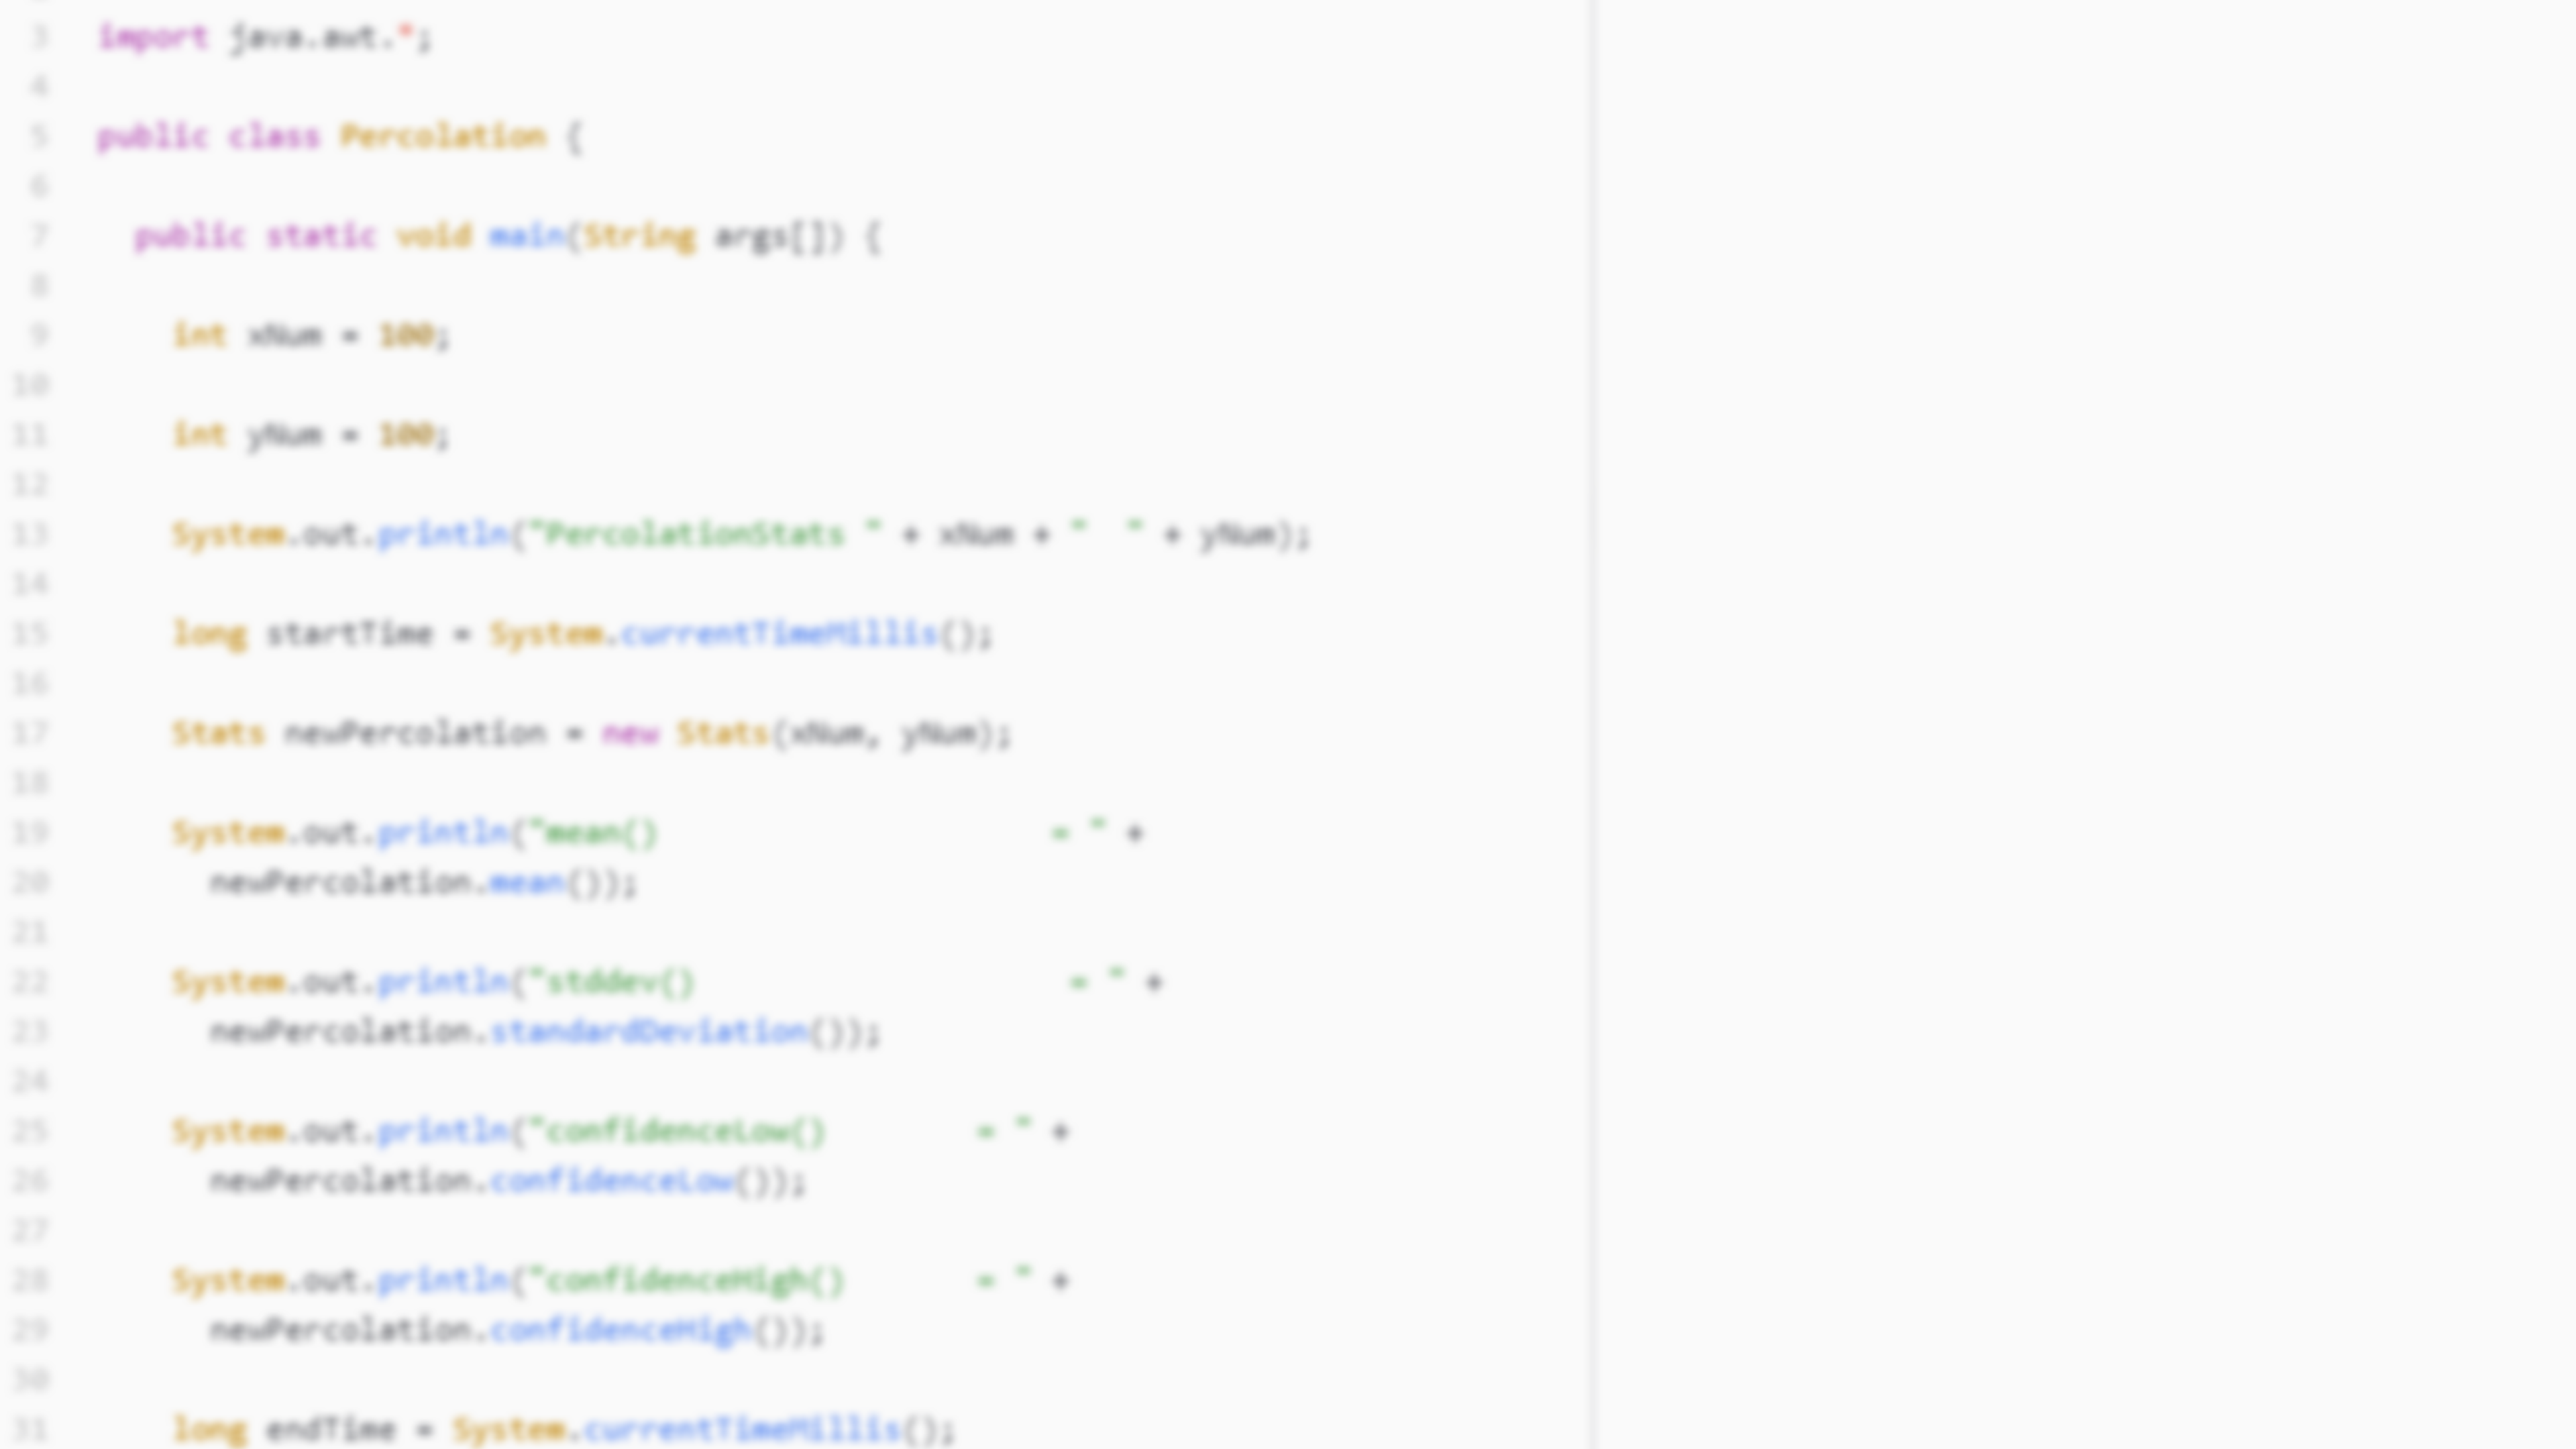 3 import java.awt.*;
4
5 public class Percolation {
6
7   public static void main(String args[]) {
8
9     int xNum = 100;
10
11     int yNum = 100;
12
13     System.out.println("PercolationStats " + xNum + "  " + yNum);
14
15     long startTime = System.currentTimeMillis();
16
17     Stats newPercolation = new Stats(xNum, yNum);
18
19     System.out.println("mean()                     = " +
20       newPercolation.mean());
21
22     System.out.println("stddev()                    = " +
23       newPercolation.standardDeviation());
24
25     System.out.println("confidenceLow()        = " +
26       newPercolation.confidenceLow());
27
28     System.out.println("confidenceHigh()       = " +
29       newPercolation.confidenceHigh());
30
31     long endTime = System.currentTimeMillis();